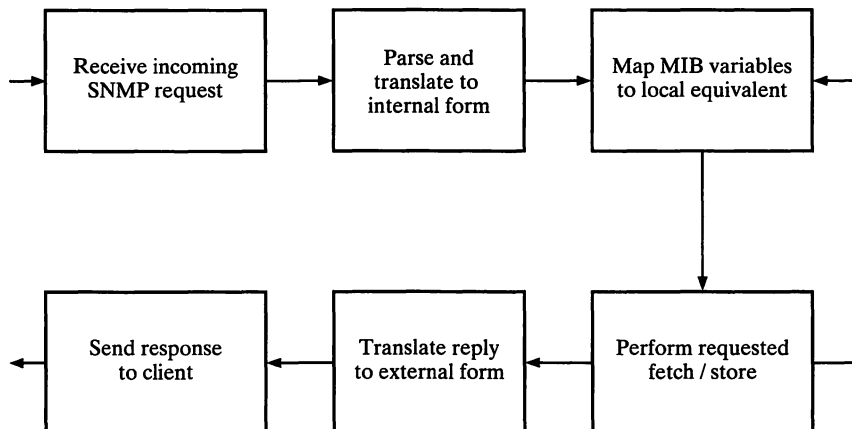 Receive incoming
SNMP request
Parse and
translate to
internal form
Map MIB variables
to local equivalent
Send response
to client
Translate reply
to external form
Perform requested
fetch / store